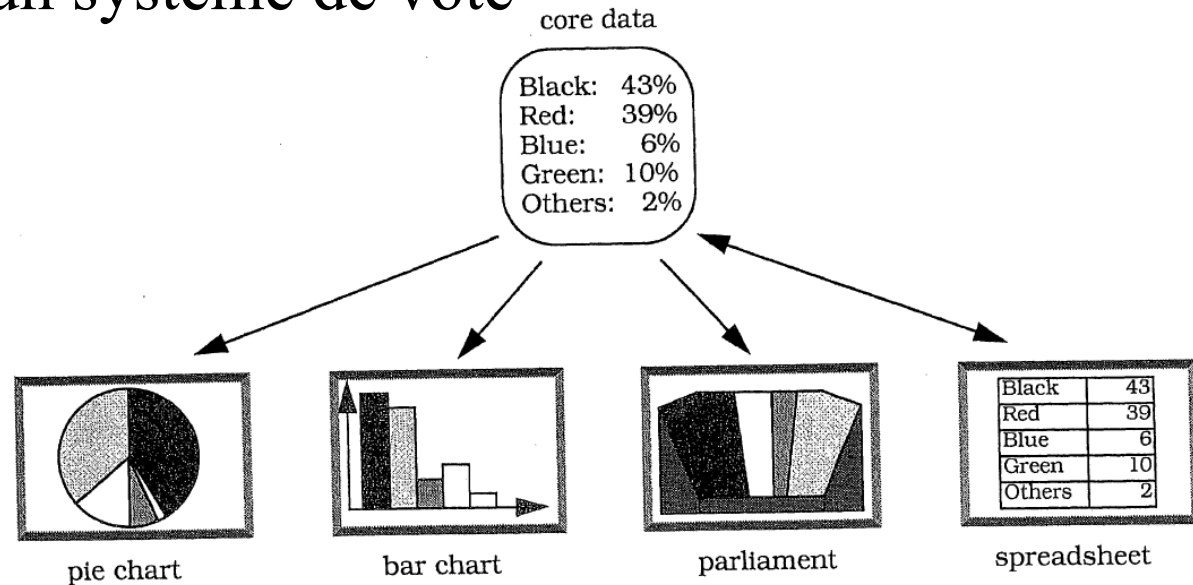 un système de vote
core data
Black: 43%
Red: 39%
Blue: 6%
Green: 10%
Others: 2%
Black 43
Red 39
Blue 6
Green 10
Others 2
pie chart
bar chart
parliament
spreadsheet